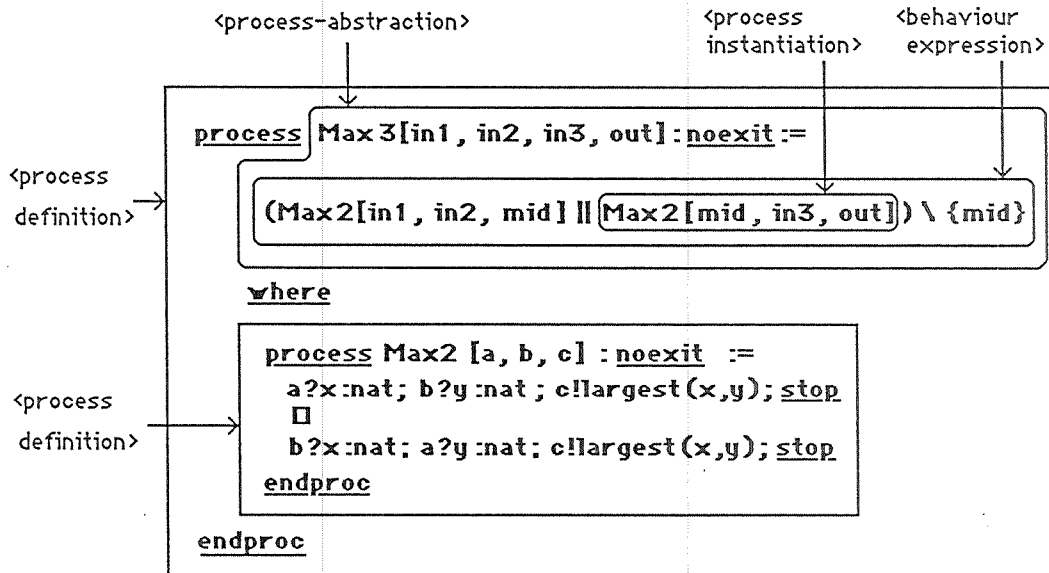 <process-abstraction>
<process
instantiation>
<behaviour
expression>
process Max3[in1, in2, in3, out] : noexit :=
<process
definition>
(Max2[in1, in2, mid] || Max2[mid, in3, out]) \ {mid}
where
process Max2 [a, b, c] : noexit :=
a?x:nat; b?y:nat; c!largest(x,y); stop
[]
b?x:nat; a?y:nat; c!largest(x,y); stop
endproc
<process
definition>
endproc